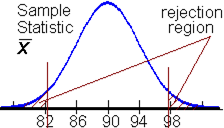 Sample
Statistic
X̅
rejection
region
82 86 90 94 98